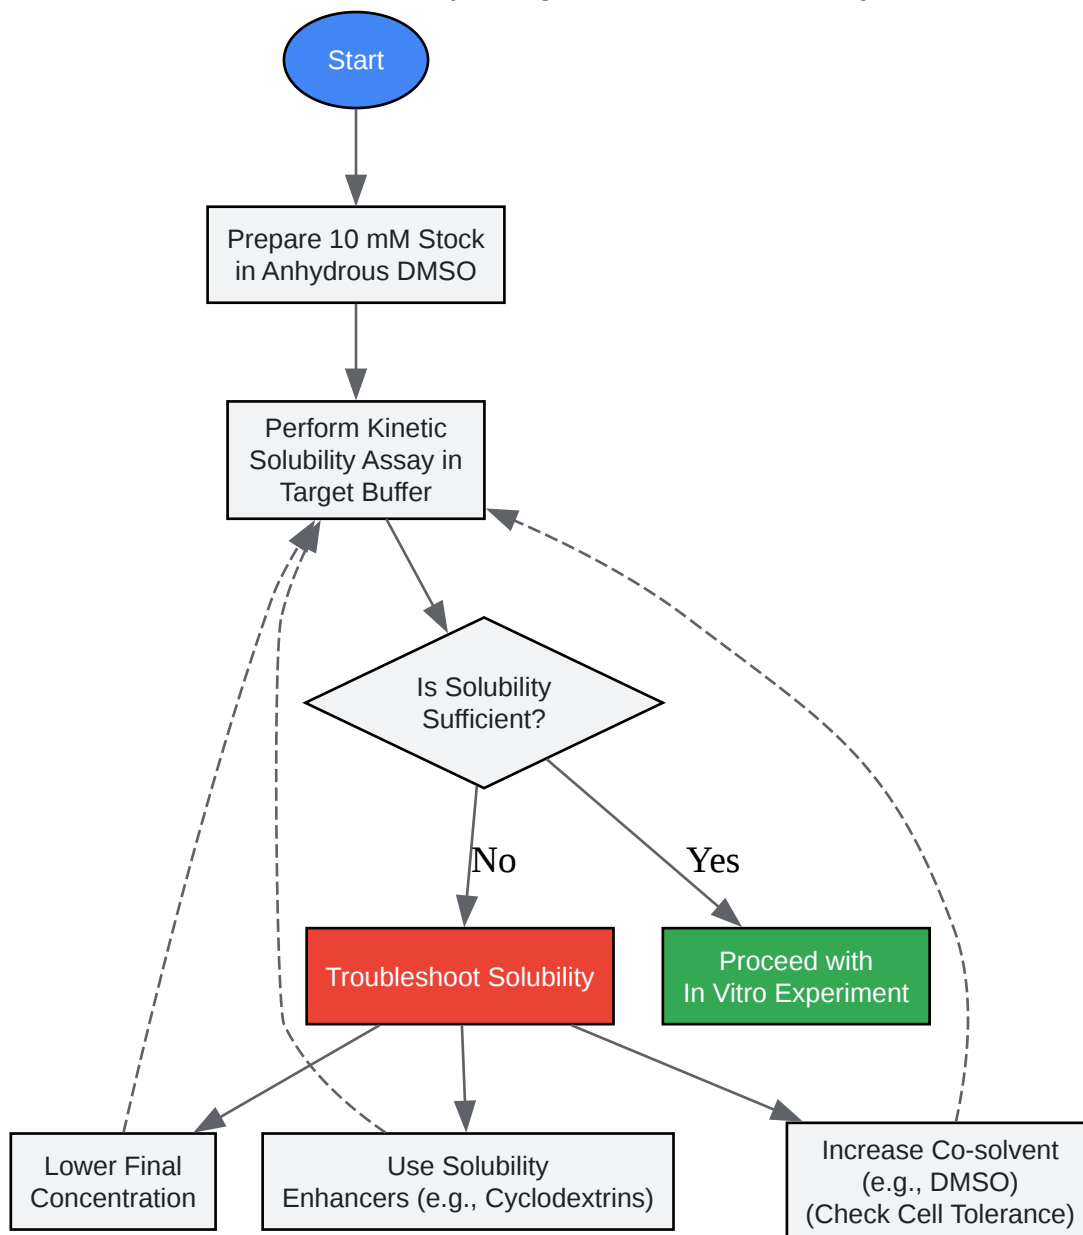 Start
Prepare 10 mM Stock
in Anhydrous DMSO
Perform Kinetic
Solubility Assay in
Target Buffer
Is Solubility
Sufficient?
No
Yes
Troubleshoot Solubility
Proceed with
In Vitro Experiment
Lower Final
Concentration
Use Solubility
Enhancers (e.g., Cyclodextrins)
Increase Co-solvent
(e.g., DMSO)
(Check Cell Tolerance)